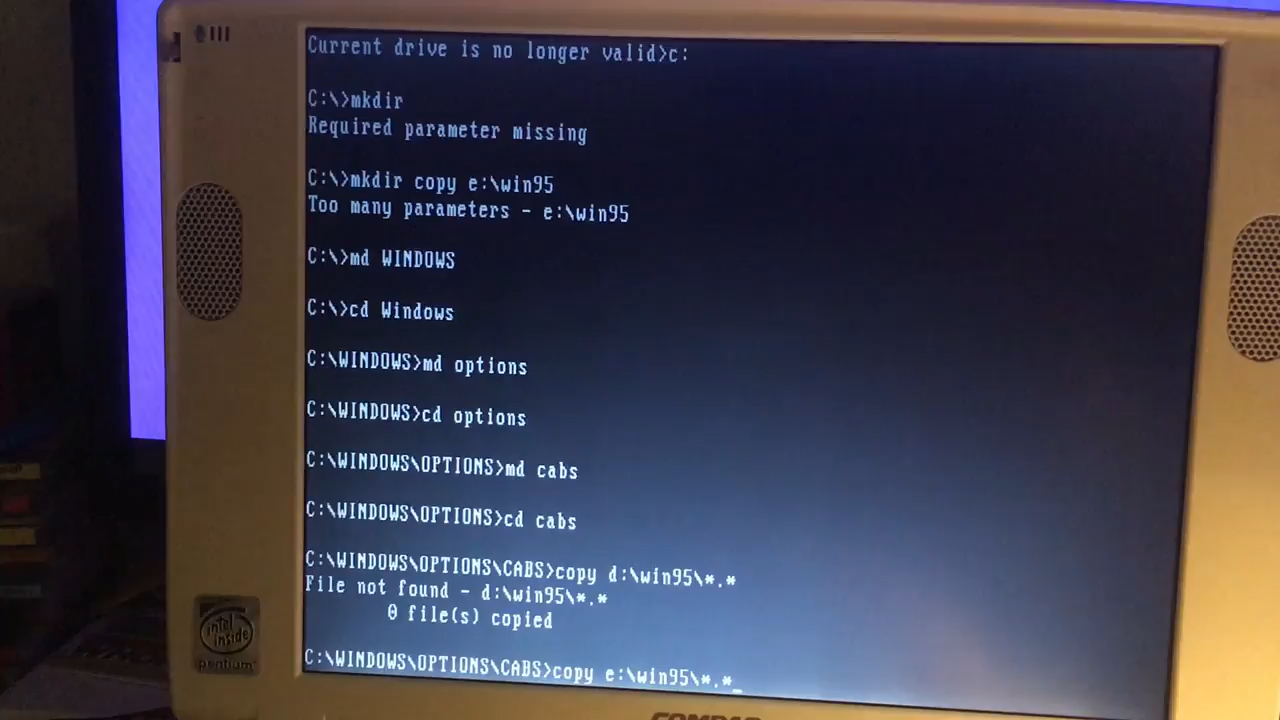 Current drive is no longer valid>c:
C:\>mkdir
Required parameter missing
C:\>mkdir copy e:\win95
Too many parameters - e:\win95
C:\>md WINDOWS
C:\>cd Windows
C:\WINDOWS>md options
C:\WINDOWS>cd options
C:\WINDOWS\OPTIONS>md cabs
C:\WINDOWS\OPTIONS>cd cabs
C:\WINDOWS\OPTIONS\CABS>copy d:\win95\*.*
File not found - d:\win95\*.*
0 file(s) copied
C:\WINDOWS\OPTIONS\CABS>copy e:\win95\*.*_
intel
inside
pentium
COMPAQ